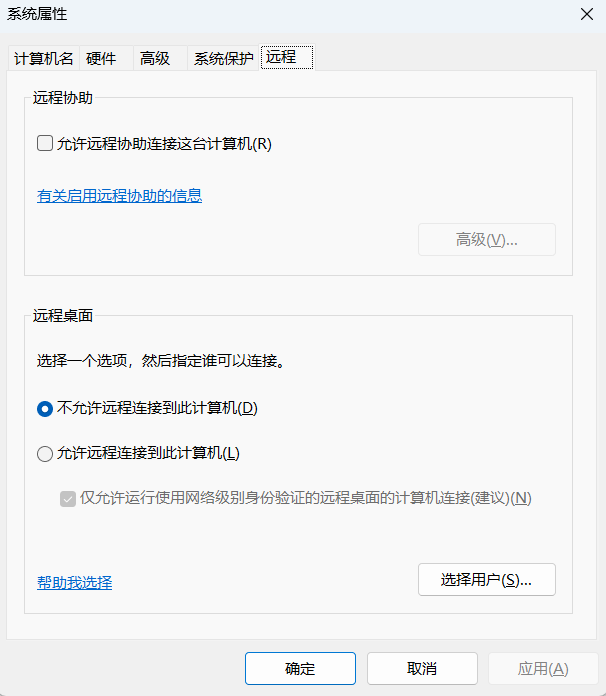 系统属性
计算机名 硬件 高级 系统保护 远程
远程协助
允许远程协助连接这台计算机(R)
有关启用远程协助的信息
高级(V)...
远程桌面
选择一个选项，然后指定谁可以连接。
不允许远程连接到此计算机(D)
允许远程连接到此计算机(L)
仅允许运行使用网络级别身份验证的远程桌面的计算机连接(建议)(N)
帮助我选择 选择用户(S)...
确定 取消 应用(A)